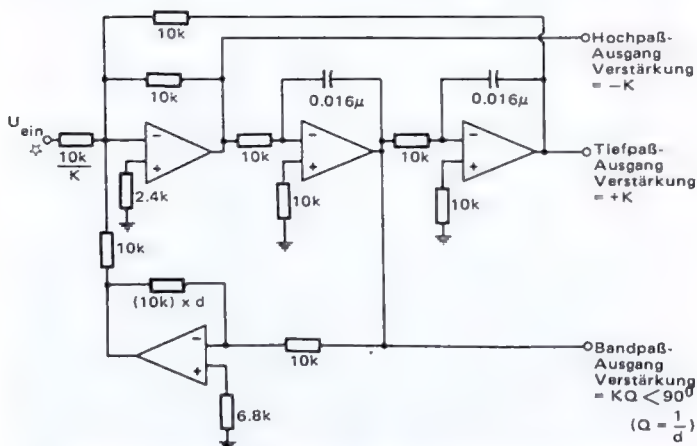 10k
Hochpaß-
Ausgang
Verstärkung
= −K
10k
0.016µ
0.016µ
U ein
☆
10k
K
10k
10k
−
+
−
+
−
+
Tiefpaß-
Ausgang
Verstärkung
= +K
2.4k
10k
10k
10k
(10k) x d
−
+
10k
Bandpaß-
Ausgang
Verstärkung
= KQ < 90⁰
(Q = 1/d)
6.8k